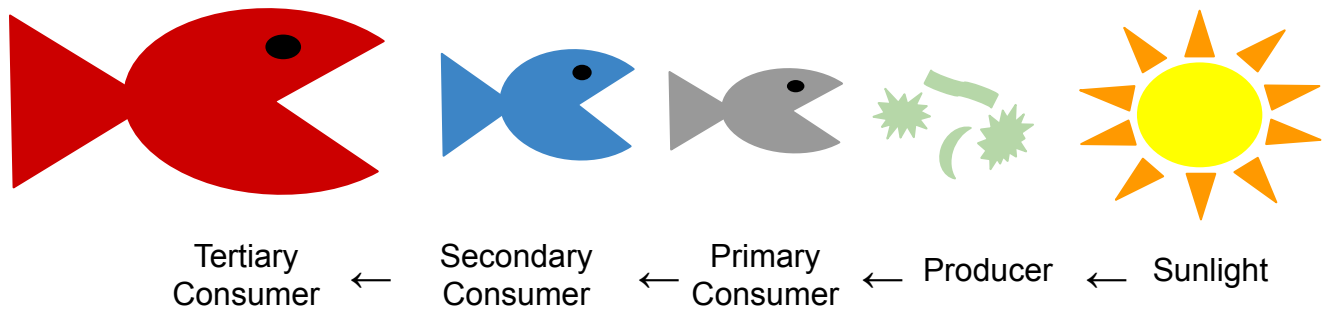 Tertiary
Consumer
←
Secondary
Consumer
←
Primary
Consumer
←
Producer
←
Sunlight